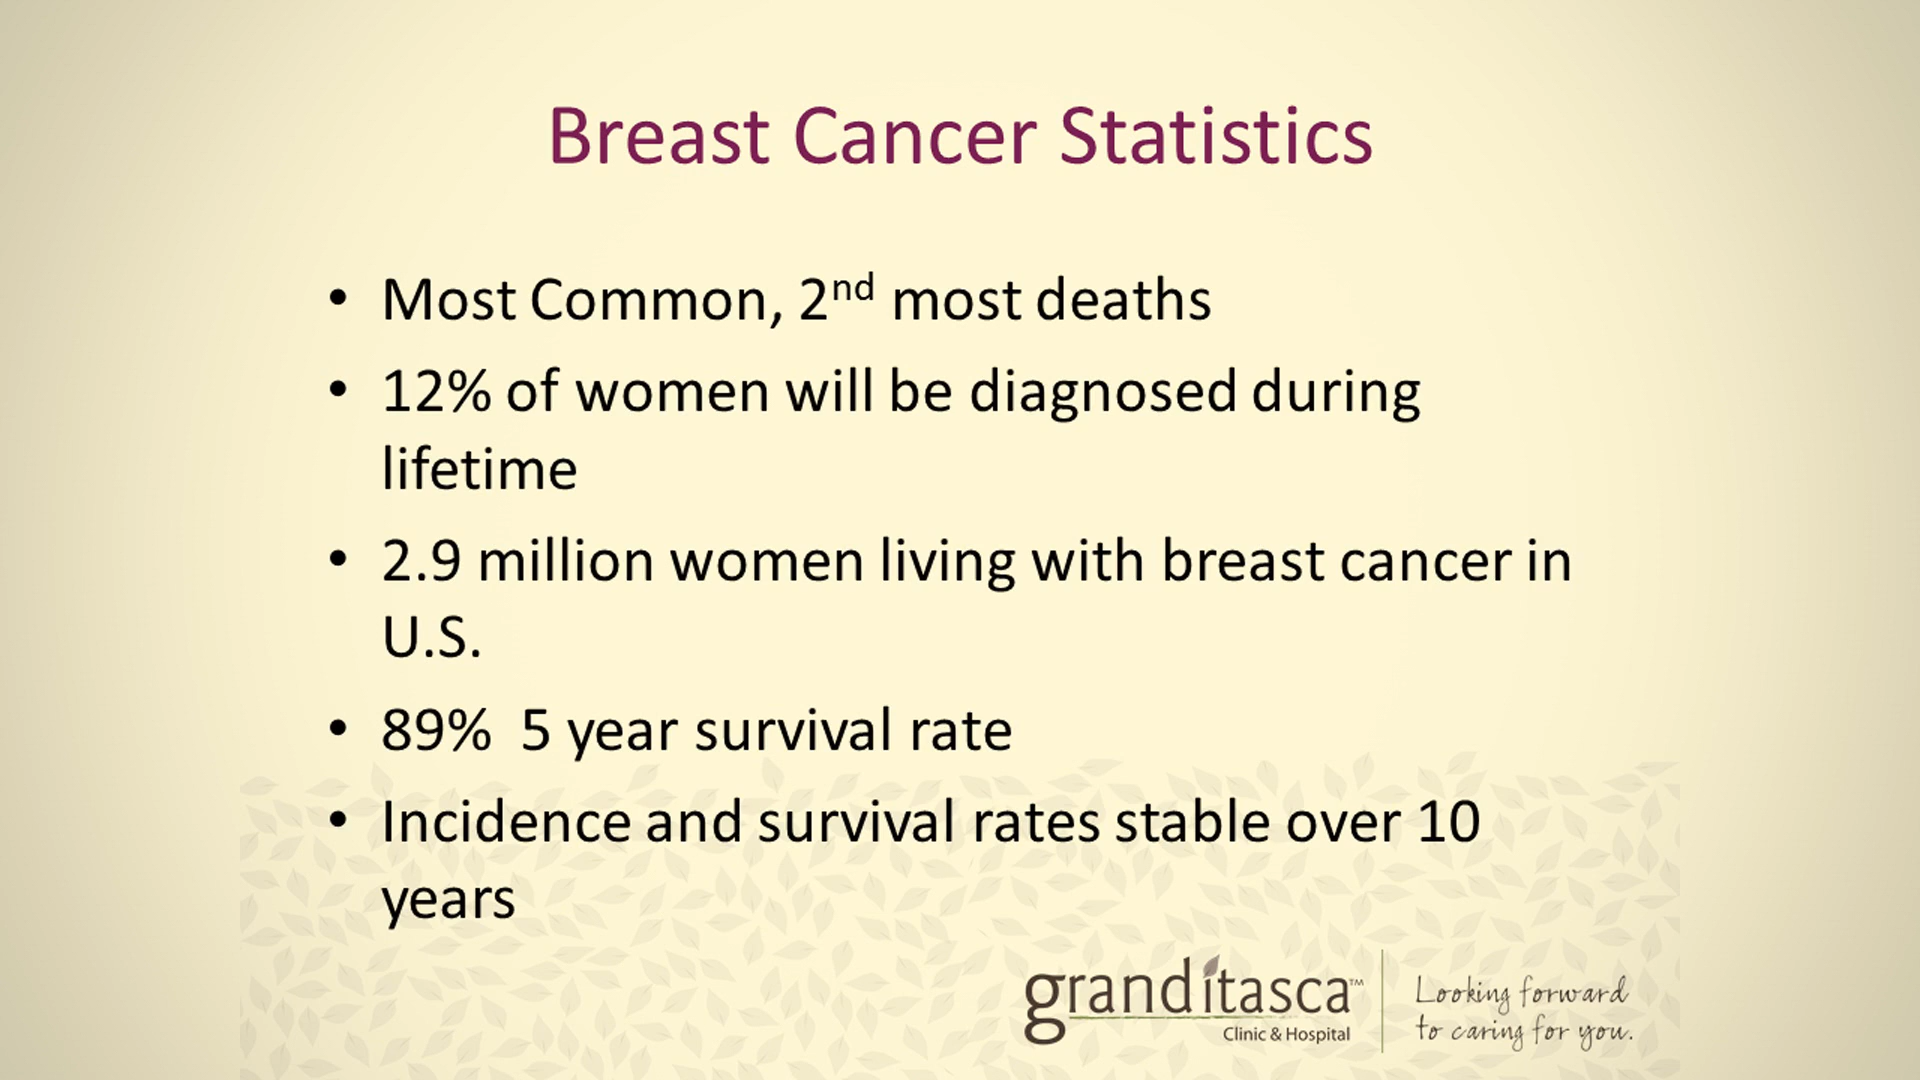 Breast Cancer Statistics
• Most Common, 2nd most deaths
• 12% of women will be diagnosed during
lifetime
• 2.9 million women living with breast cancer in
U.S.
• 89%  5 year survival rate
• Incidence and survival rates stable over 10
years
granditasca™
Clinic & Hospital
Looking forward
to caring for you.